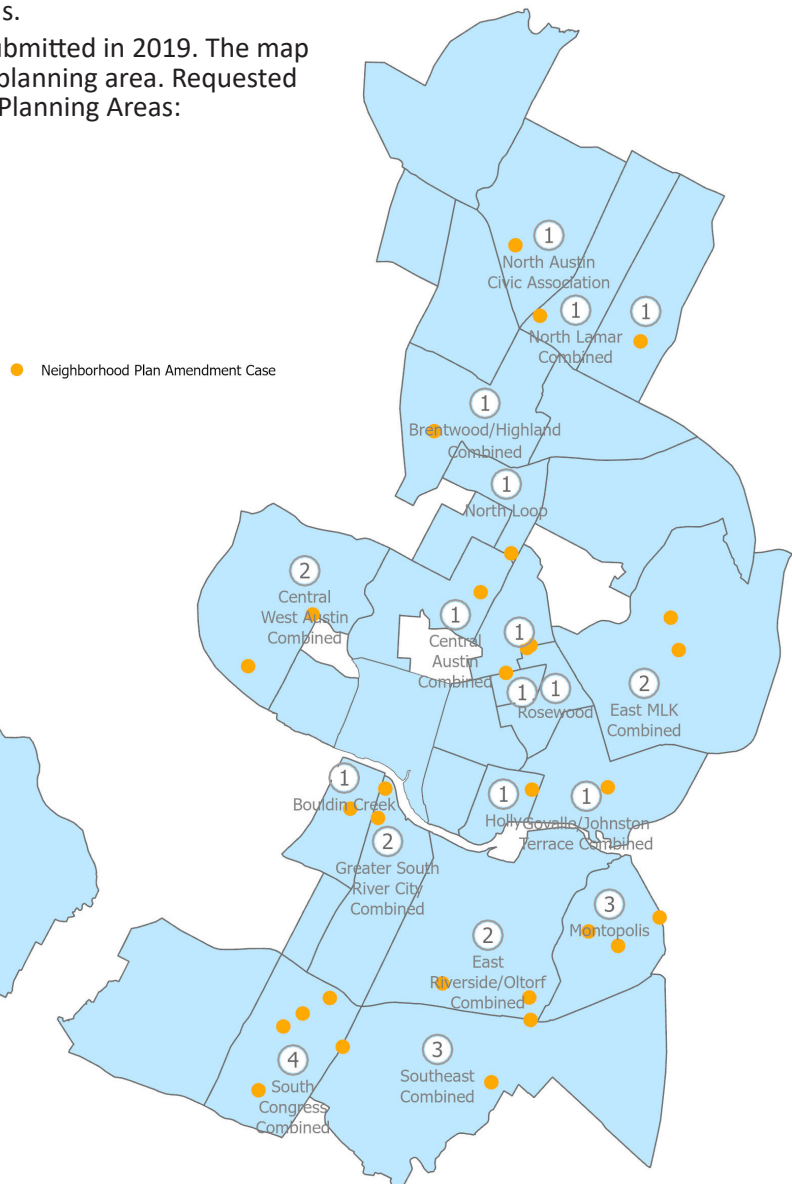 s.
ubmitted in 2019. The map
planning area. Requested
Planning Areas:
Neighborhood Plan Amendment Case
1
North Austin
Civic Association
1
North Lamar
Combined
1
1
Brentwood/Highland
Combined
1
North Loop
2
Central
West Austin
Combined
1
Central
Austin
Combined
1
1
1
Rosewood
2
East MLK
Combined
1
Bouldin Creek
1
Holly
1
Govalle/Johnston
Terrace Combined
2
Greater South
River City
Combined
3
Montopolis
2
East
Riverside/Oltorf
Combined
4
South
Congress
Combined
3
Southeast
Combined